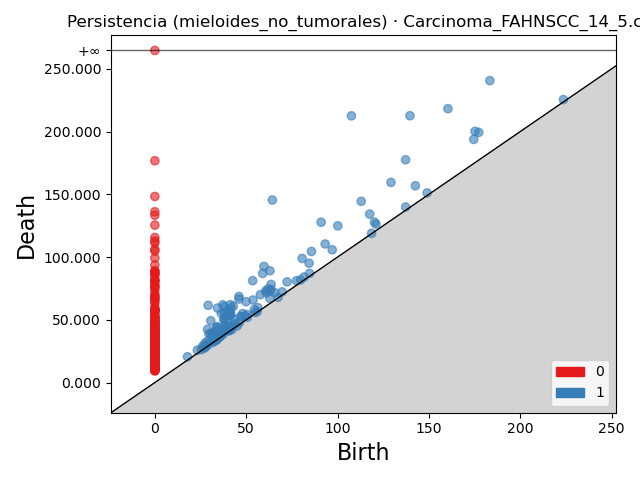 Persistencia (mieloides_no_tumorales) · Carcinoma_FAHNSCC_14_5.c
+∞
250.000
200.000
150.000
100.000
50.000
0.000
Death
0
1
0 50 100 150 200 250
Birth